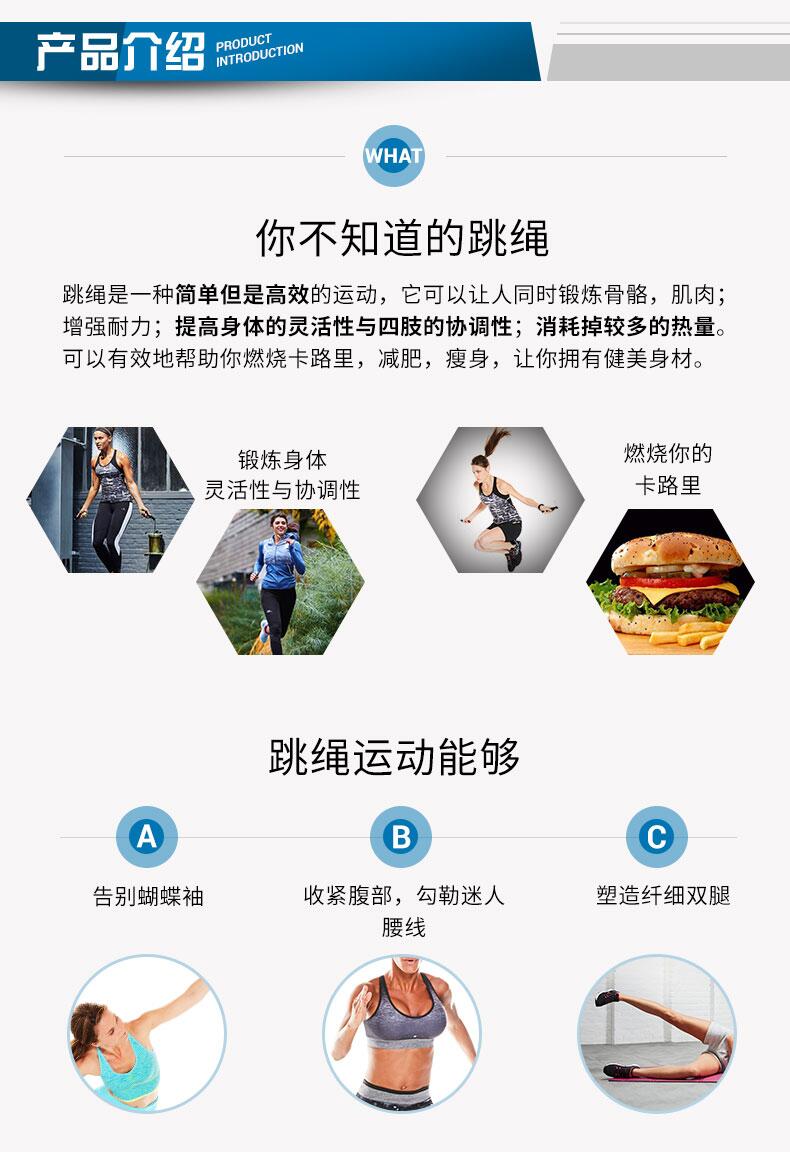 产品介绍
PRODUCT
INTRODUCTION
WHAT
你不知道的跳绳
跳绳是一种简单但是高效的运动，它可以让人同时锻炼骨骼，肌肉；
增强耐力；提高身体的灵活性与四肢的协调性；消耗掉较多的热量。
可以有效地帮助你燃烧卡路里，减肥，瘦身，让你拥有健美身材。
锻炼身体
灵活性与协调性
燃烧你的
卡路里
跳绳运动能够
A
B
C
告别蝴蝶袖
收紧腹部，勾勒迷人
腰线
塑造纤细双腿